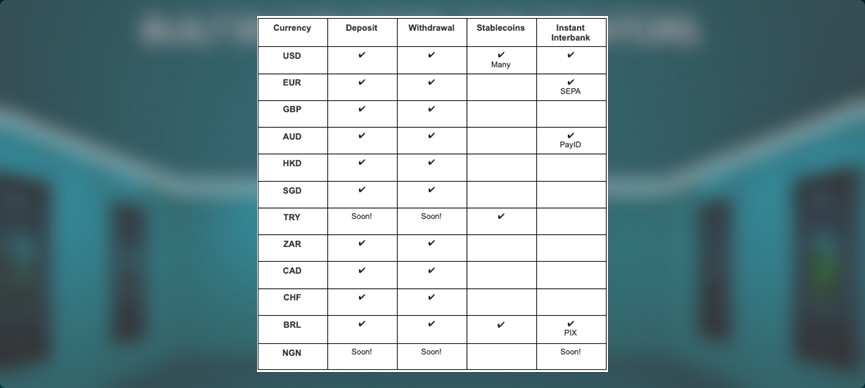 Currency Deposit Withdrawal Stablecoins Instant
Interbank
USD ✔ ✔ ✔ ✔
Many
EUR ✔ ✔ ✔
SEPA
GBP ✔ ✔
AUD ✔ ✔ ✔
PayID
HKD ✔ ✔
SGD ✔ ✔
TRY Soon! Soon! ✔
ZAR ✔ ✔
CAD ✔ ✔
CHF ✔ ✔
BRL ✔ ✔ ✔ ✔
PIX
NGN Soon! Soon! Soon!